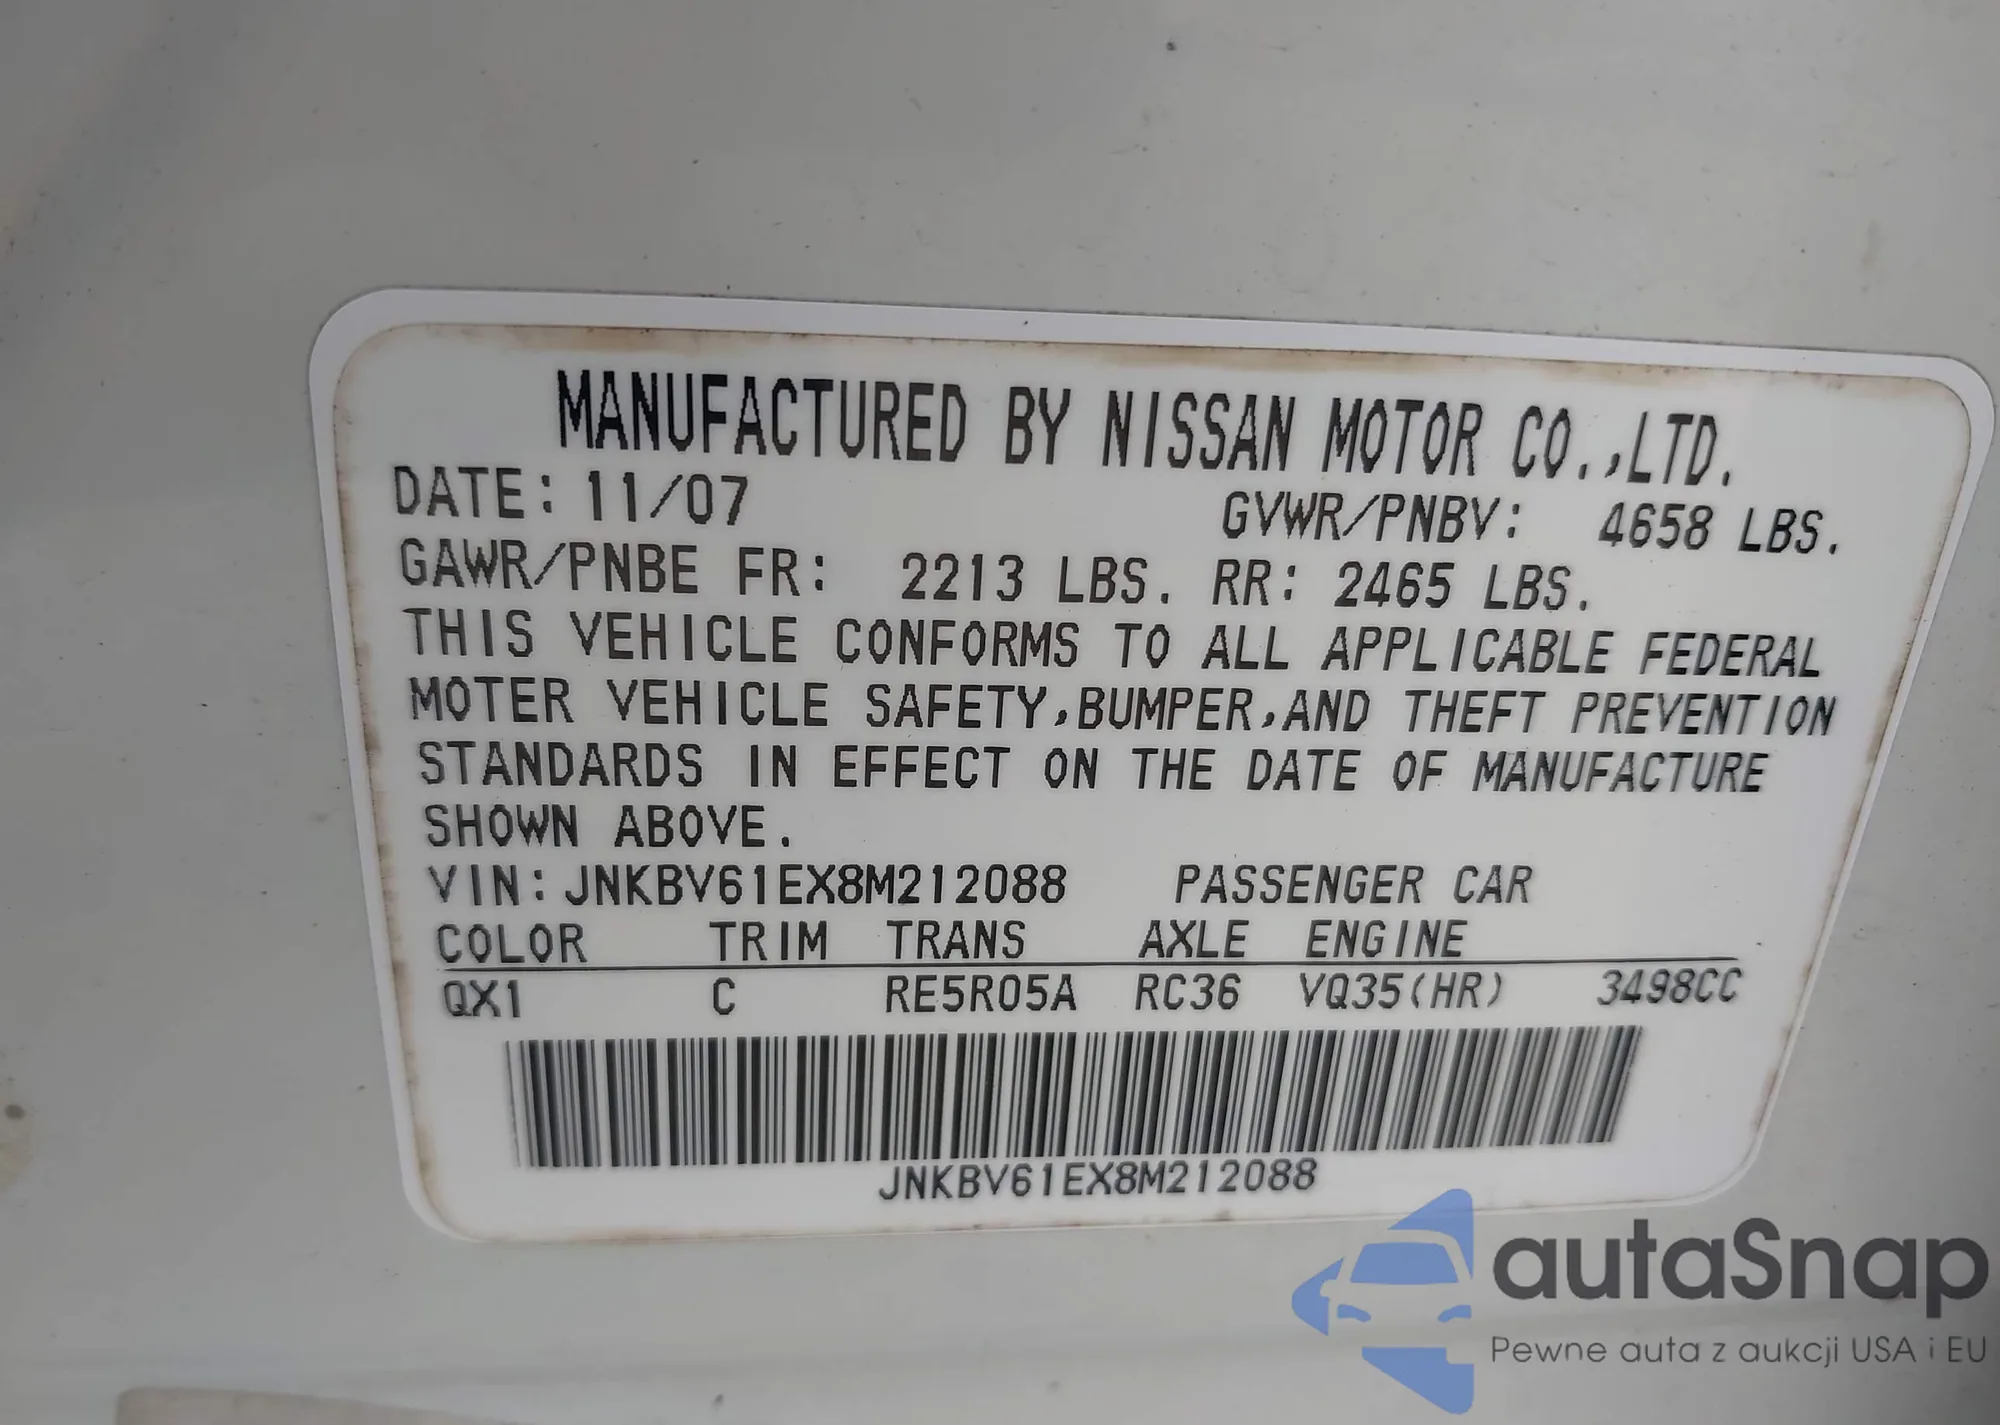 MANUFACTURED BY NISSAN MOTOR CO.,LTD.
DATE: 11/07 GVWR/PNBV: 4658 LBS.
GAWR/PNBE FR: 2213 LBS. RR: 2465 LBS.
THIS VEHICLE CONFORMS TO ALL APPLICABLE FEDERAL
MOTER VEHICLE SAFETY,BUMPER,AND THEFT PREVENTION
STANDARDS IN EFFECT ON THE DATE OF MANUFACTURE
SHOWN ABOVE.
VIN:JNKBV61EX8M212088 PASSENGER CAR
COLOR TRIM TRANS AXLE ENGINE
QX1 C RE5R05A RC36 VQ35(HR) 3498CC
JNKBV61EX8M212088
autaSnap
Pewne auta z aukcji USA i EU